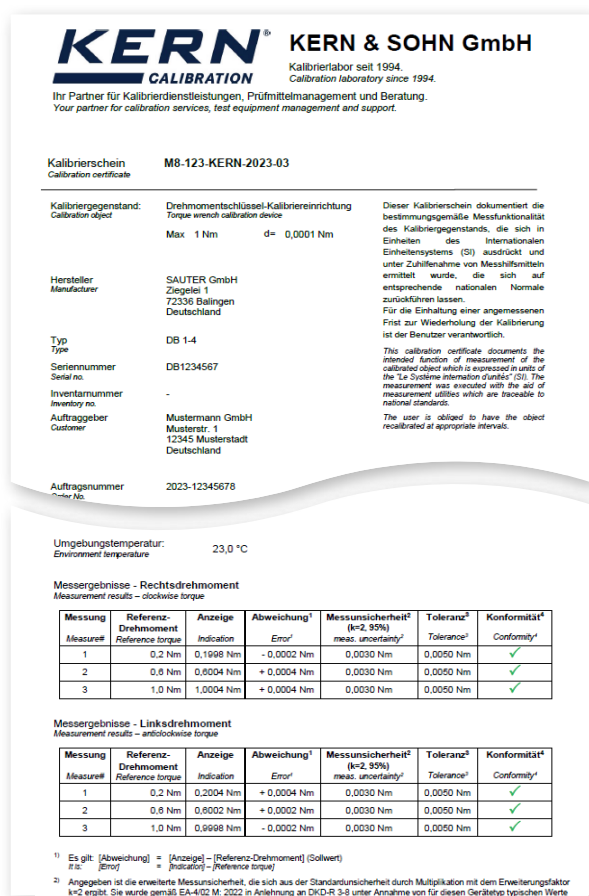 KERN®
CALIBRATION
KERN & SOHN GmbH
Kalibrierlabor seit 1994.
Calibration laboratory since 1994.
Ihr Partner für Kalibrierdienstleistungen, Prüfmittelmanagement und Beratung.
Your partner for calibration services, test equipment management and support.
Kalibrierschein M8-123-KERN-2023-03
Calibration certificate
Kalibriergegenstand: Drehmomentschlüssel-Kalibriereinrichtung
Calibration object Torque wrench calibration device
Max 1 Nm d= 0,0001 Nm
Hersteller SAUTER GmbH
Manufacturer Ziegelei 1
72336 Balingen
Deutschland
Typ DB 1-4
Type
Seriennummer DB1234567
Serial no.
Inventarnummer -
Inventory no.
Auftraggeber Mustermann GmbH
Customer Musterstr. 1
12345 Musterstadt
Deutschland
Auftragsnummer 2023-12345678
Order No.
Dieser Kalibrierschein dokumentiert die
bestimmungsgemäße Messfunktionalität
des Kalibriergegenstands, die sich in
Einheiten des Internationalen
Einheitensystems (SI) ausdrückt und
unter Zuhilfenahme von Messhilfsmitteln
ermittelt wurde, die sich auf
entsprechende nationalen Normale
zurückführen lassen.
Für die Einhaltung einer angemessenen
Frist zur Wiederholung der Kalibrierung
ist der Benutzer verantwortlich.
This calibration certificate documents the
intended function of measurement of the
calibrated object which is expressed in units of
the "Le Système internation d'unités" (SI). The
measurement was executed with the aid of
measurement utilities which are traceable to
national standards.
The user is obliged to have the object
recalibrated at appropriate intervals.
Umgebungstemperatur: 23,0 °C
Environment temperature
Messergebnisse - Rechtsdrehmoment
Measurement results – clockwise torque
Messung Referenz- Anzeige Abweichung¹ Messunsicherheit² Toleranz³ Konformität⁴
Drehmoment (k=2, 95%)
Measure# Reference torque Indication Error¹ meas. uncertainty² Tolerance³ Conformity⁴
1 0,2 Nm 0,1998 Nm - 0,0002 Nm 0,0030 Nm 0,0050 Nm ✓
2 0,6 Nm 0,6004 Nm + 0,0004 Nm 0,0030 Nm 0,0050 Nm ✓
3 1,0 Nm 1,0004 Nm + 0,0004 Nm 0,0030 Nm 0,0050 Nm ✓
Messergebnisse - Linksdrehmoment
Measurement results – anticlockwise torque
Messung Referenz- Anzeige Abweichung¹ Messunsicherheit² Toleranz³ Konformität⁴
Drehmoment (k=2, 95%)
Measure# Reference torque Indication Error¹ meas. uncertainty² Tolerance³ Conformity⁴
1 0,2 Nm 0,2004 Nm + 0,0004 Nm 0,0030 Nm 0,0050 Nm ✓
2 0,6 Nm 0,6002 Nm + 0,0002 Nm 0,0030 Nm 0,0050 Nm ✓
3 1,0 Nm 0,9998 Nm - 0,0002 Nm 0,0030 Nm 0,0050 Nm ✓
1) Es gilt: [Abweichung] = [Anzeige] – [Referenz-Drehmoment] (Sollwert)
It is: [Error] = [Indication] – [Reference torque]
2) Angegeben ist die erweiterte Messunsicherheit, die sich aus der Standardunsicherheit durch Multiplikation mit dem Erweiterungsfaktor
k=2 ergibt. Sie wurde gemäß EA-4/02 M: 2022 in Anlehnung an DKD-R 3-8 unter Annahme von für diesen Gerätetyp typischen Werte